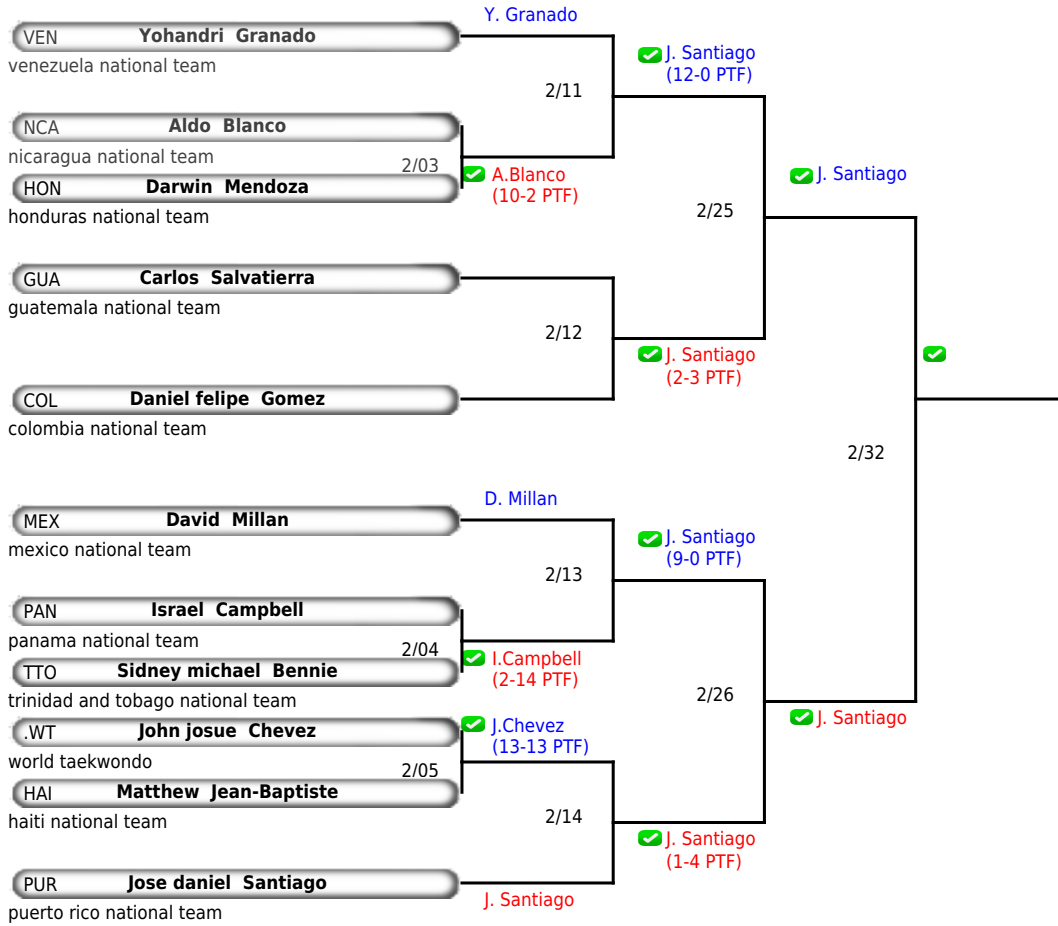 Y. Granado
VEN Yohandri Granado
venezuela national team
J. Santiago
(12-0 PTF)
2/11
NCA Aldo Blanco
nicaragua national team
2/03
A.Blanco
(10-2 PTF)
HON Darwin Mendoza
honduras national team
J. Santiago
2/25
GUA Carlos Salvatierra
guatemala national team
2/12
J. Santiago
(2-3 PTF)
COL Daniel felipe Gomez
colombia national team
2/32
D. Millan
MEX David Millan
mexico national team
J. Santiago
(9-0 PTF)
2/13
PAN Israel Campbell
panama national team
2/04
I.Campbell
(2-14 PTF)
TTO Sidney michael Bennie
trinidad and tobago national team
2/26
J. Santiago
.WT John josue Chevez
world taekwondo
J.Chevez
(13-13 PTF)
2/05
HAI Matthew Jean-Baptiste
haiti national team
2/14
J. Santiago
(1-4 PTF)
PUR Jose daniel Santiago
puerto rico national team
J. Santiago